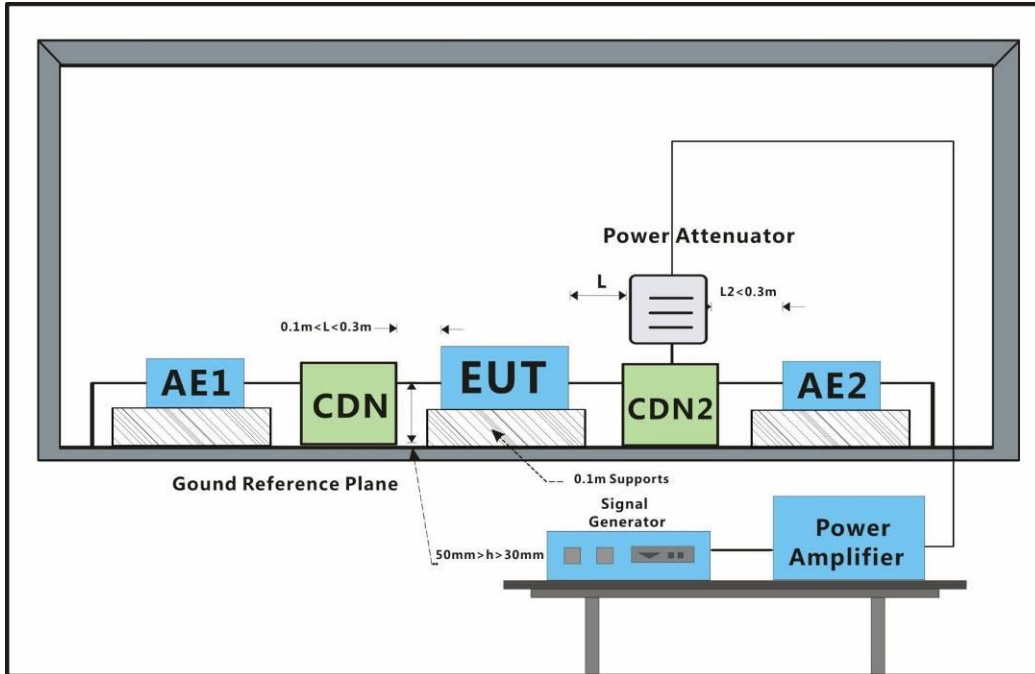 Power Attenuator
L
L2<0.3m
0.1m<L<0.3m
AE1
CDN
EUT
CDN2
AE2
Gound Reference Plane
0.1m Supports
Signal
Generator
50mm>h>30mm
Power
Amplifier